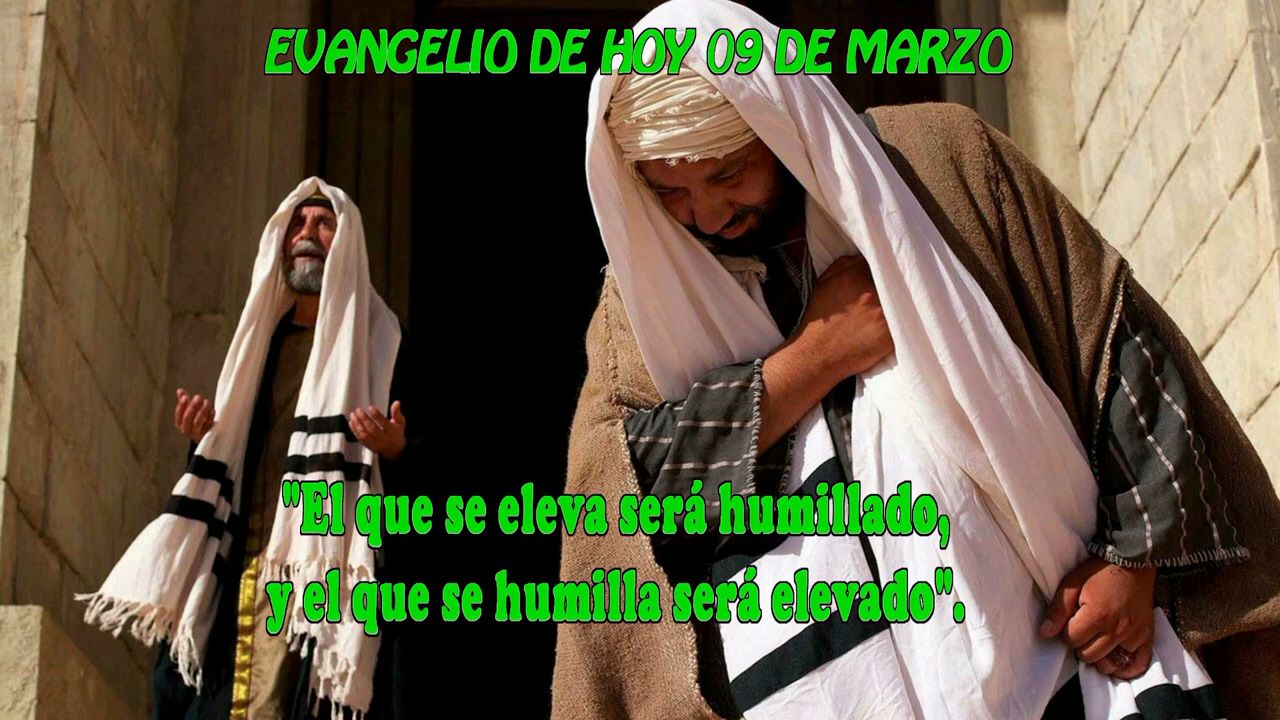 EVANGELIO DE HOY 09 DE MARZO
"El que se eleva será humillado,
y el que se humilla será elevado".